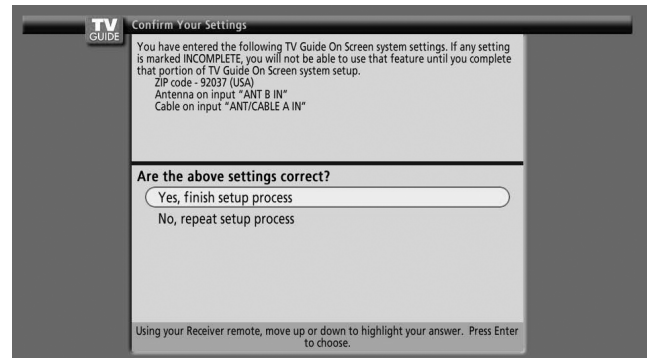 TV
GUIDE
Confirm Your Settings
You have entered the following TV Guide On Screen system settings. If any setting
is marked INCOMPLETE, you will not be able to use that feature until you complete
that portion of TV Guide On Screen system setup.
ZIP code - 92037 (USA)
Antenna on input "ANT B IN"
Cable on input "ANT/CABLE A IN"
Are the above settings correct?
Yes, finish setup process
No, repeat setup process
Using your Receiver remote, move up or down to highlight your answer. Press Enter
to choose.